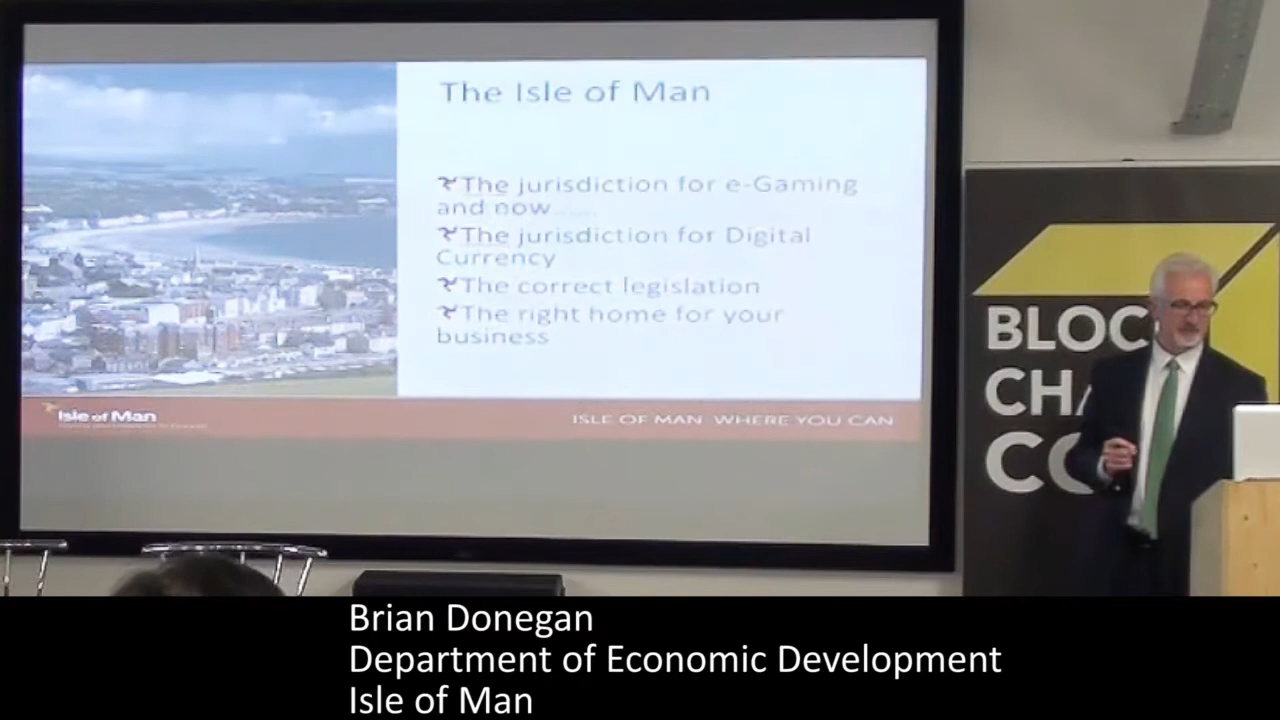 The Isle of Man
The jurisdiction for e-Gaming
and now......
The jurisdiction for Digital
Currency
The correct legislation
The right home for your
business
Isle of Man
ISLE OF MAN WHERE YOU CAN
BLOC
CHA
CO
Brian Donegan
Department of Economic Development
Isle of Man